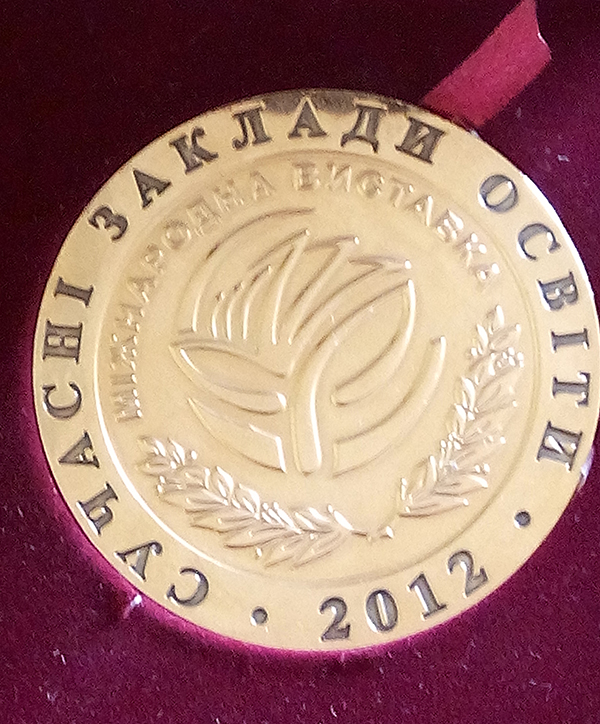 СУЧАСНІ ЗАКЛАДИ ОСВІТИ • 2012 •
МІЖНАРОДНА ВИСТАВКА